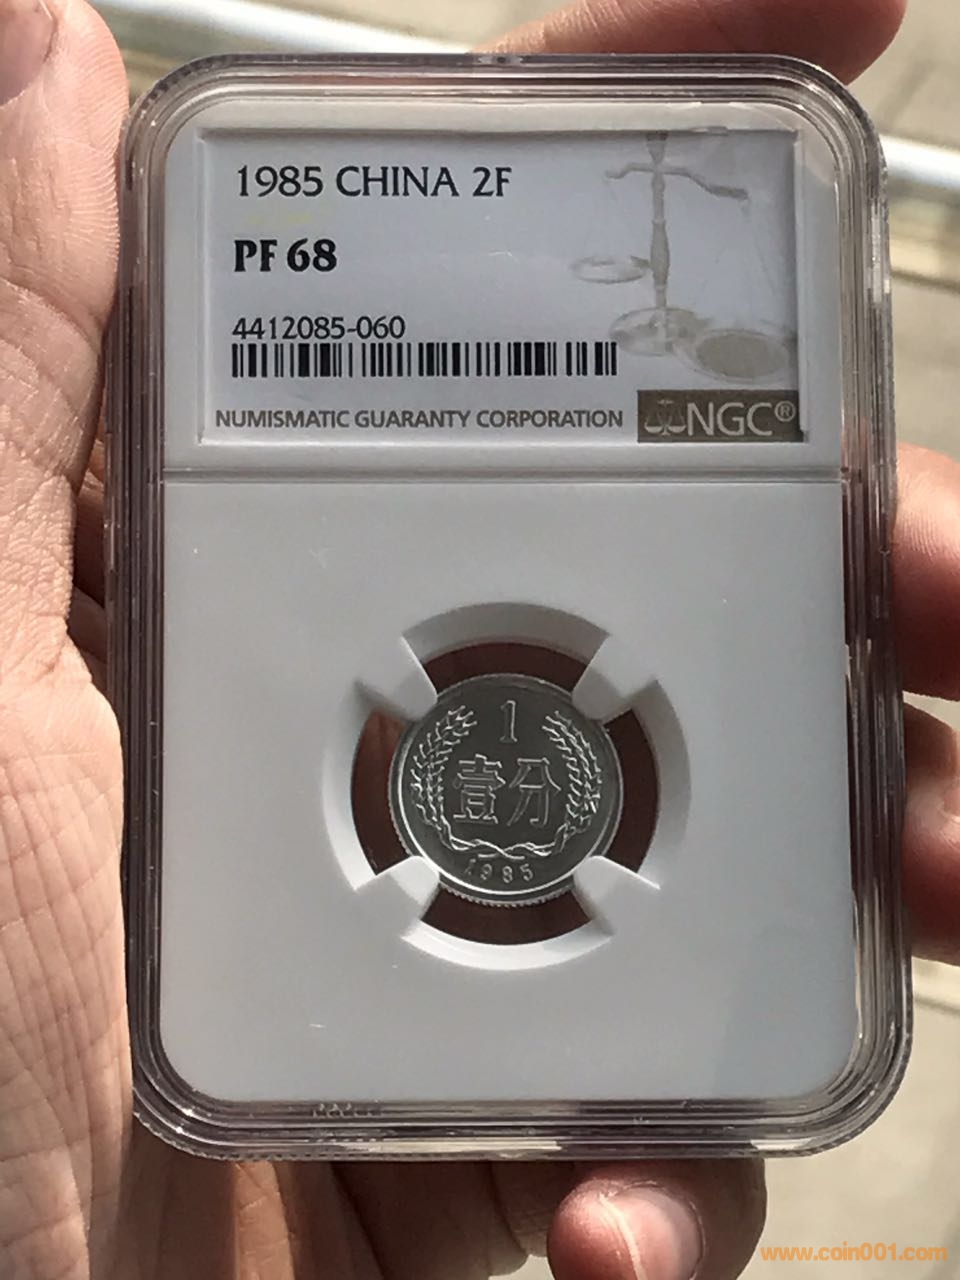 1985 CHINA 2F
PF 68
4412085-060
NUMISMATIC GUARANTY CORPORATION
NGC®
1
壹分
1985
www.coin001.com